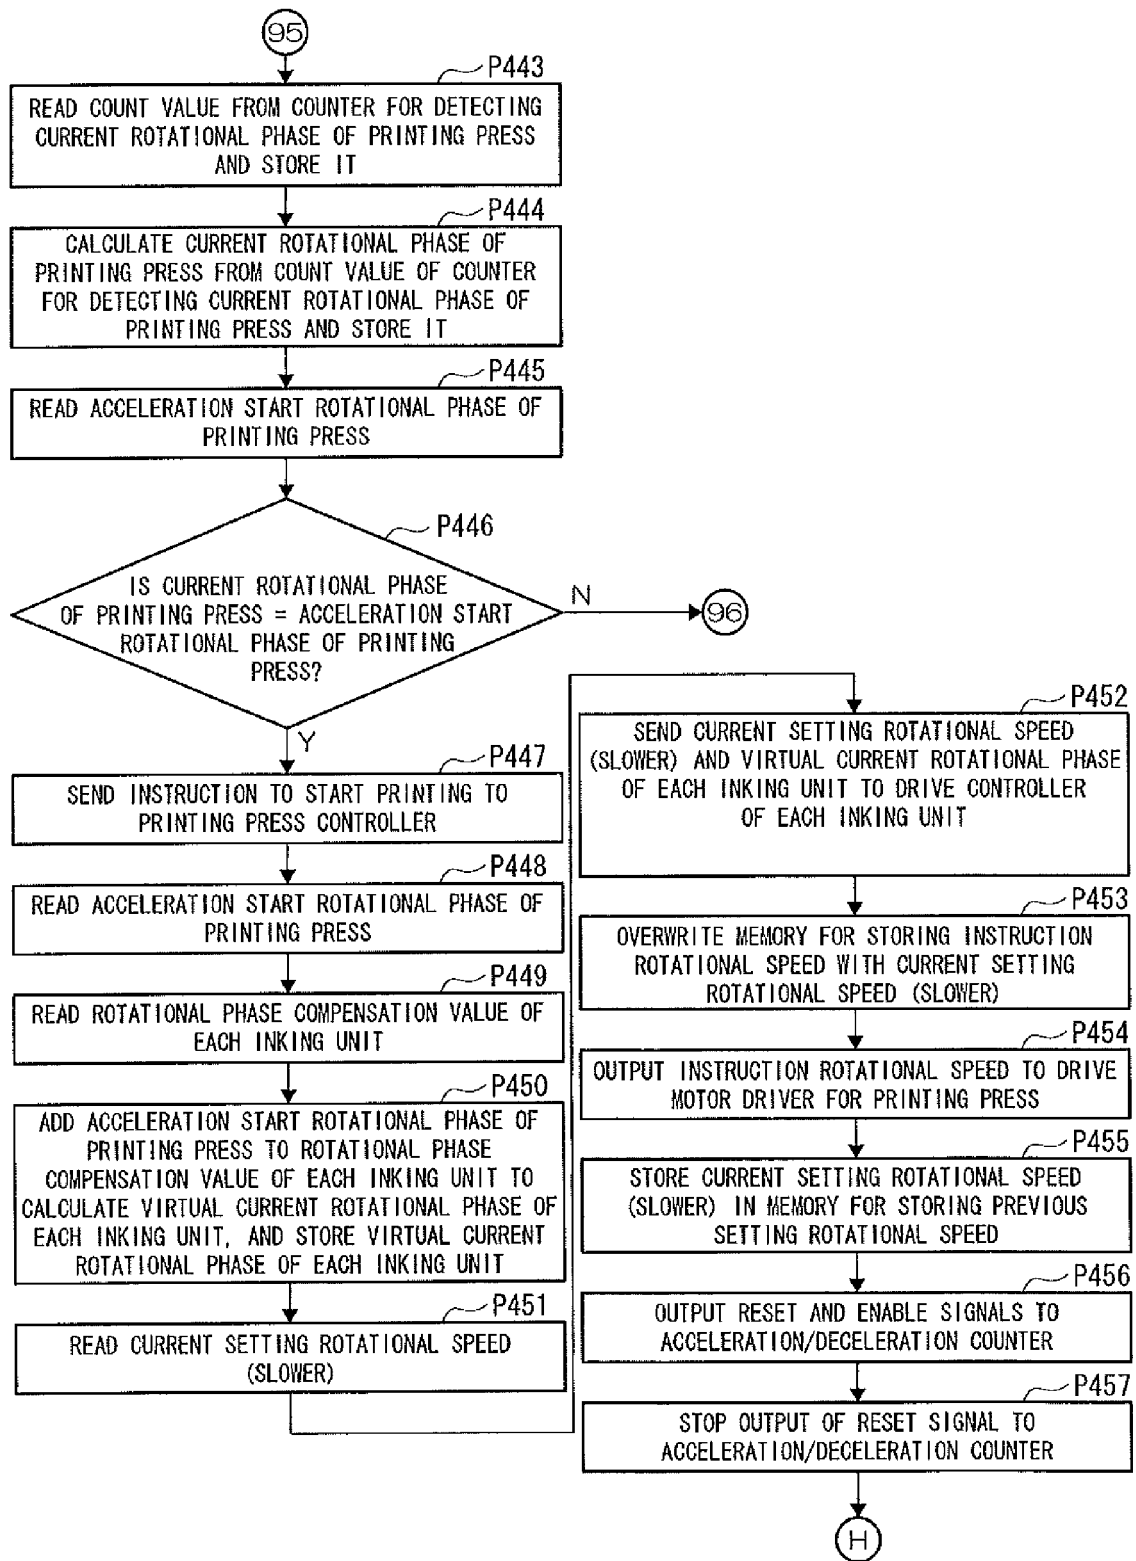 95
P443
READ COUNT VALUE FROM COUNTER FOR DETECTING
CURRENT ROTATIONAL PHASE OF PRINTING PRESS
AND STORE IT
P444
CALCULATE CURRENT ROTATIONAL PHASE OF
PRINTING PRESS FROM COUNT VALUE OF COUNTER
FOR DETECTING CURRENT ROTATIONAL PHASE OF
PRINTING PRESS AND STORE IT
P445
READ ACCELERATION START ROTATIONAL PHASE OF
PRINTING PRESS
P446
IS CURRENT ROTATIONAL PHASE
OF PRINTING PRESS = ACCELERATION START
ROTATIONAL PHASE OF PRINTING
PRESS?
N
96
Y
P447
SEND INSTRUCTION TO START PRINTING TO
PRINTING PRESS CONTROLLER
P448
READ ACCELERATION START ROTATIONAL PHASE OF
PRINTING PRESS
P449
READ ROTATIONAL PHASE COMPENSATION VALUE OF
EACH INKING UNIT
P450
ADD ACCELERATION START ROTATIONAL PHASE OF
PRINTING PRESS TO ROTATIONAL PHASE
COMPENSATION VALUE OF EACH INKING UNIT TO
CALCULATE VIRTUAL CURRENT ROTATIONAL PHASE OF
EACH INKING UNIT, AND STORE VIRTUAL CURRENT
ROTATIONAL PHASE OF EACH INKING UNIT
P451
READ CURRENT SETTING ROTATIONAL SPEED
(SLOWER)
P452
SEND CURRENT SETTING ROTATIONAL SPEED
(SLOWER) AND VIRTUAL CURRENT ROTATIONAL PHASE
OF EACH INKING UNIT TO DRIVE CONTROLLER
OF EACH INKING UNIT
P453
OVERWRITE MEMORY FOR STORING INSTRUCTION
ROTATIONAL SPEED WITH CURRENT SETTING
ROTATIONAL SPEED (SLOWER)
P454
OUTPUT INSTRUCTION ROTATIONAL SPEED TO DRIVE
MOTOR DRIVER FOR PRINTING PRESS
P455
STORE CURRENT SETTING ROTATIONAL SPEED
(SLOWER) IN MEMORY FOR STORING PREVIOUS
SETTING ROTATIONAL SPEED
P456
OUTPUT RESET AND ENABLE SIGNALS TO
ACCELERATION/DECELERATION COUNTER
P457
STOP OUTPUT OF RESET SIGNAL TO
ACCELERATION/DECELERATION COUNTER
H